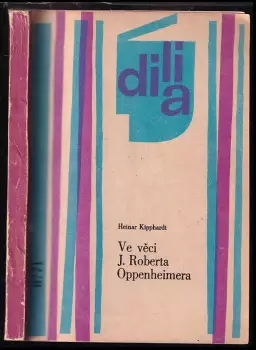 dilia
Heinar Kipphardt
Ve věci
J. Roberta
Oppenheimera